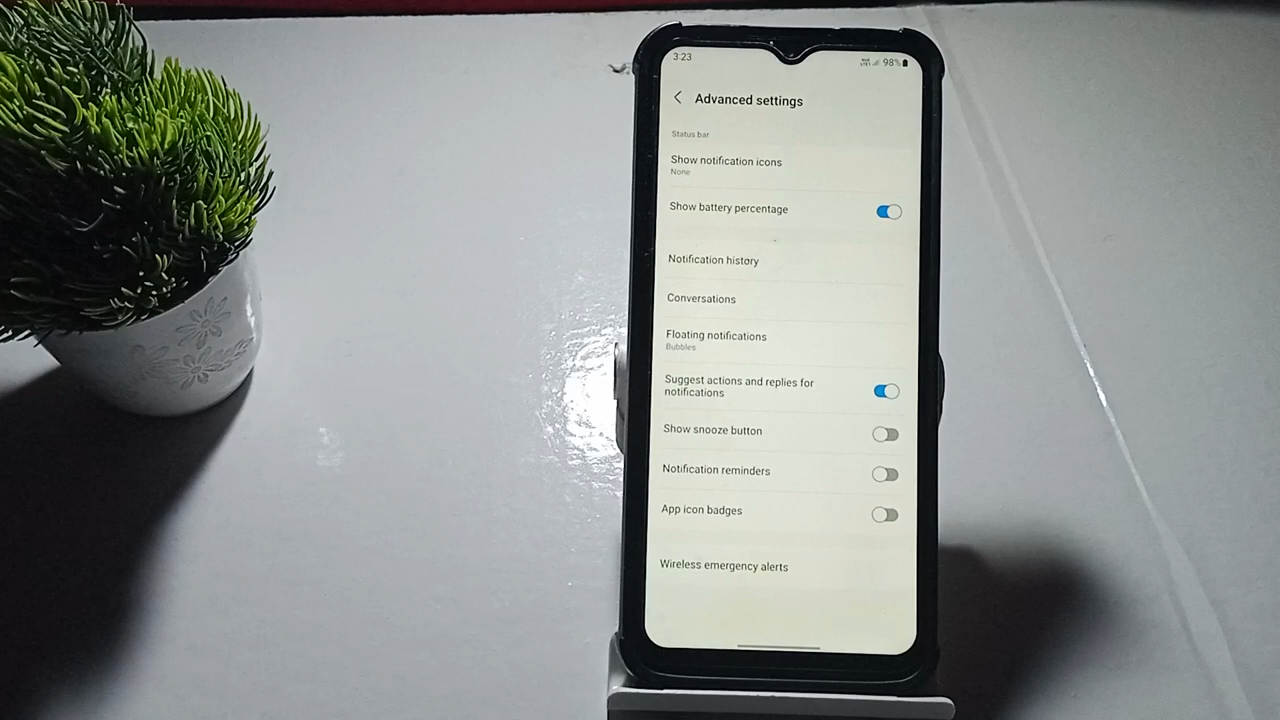 3:23
98%
Advanced settings
Status bar
Show notification icons
None
Show battery percentage
Notification history
Conversations
Floating notifications
Bubbles
Suggest actions and replies for
notifications
Show snooze button
Notification reminders
App icon badges
Wireless emergency alerts